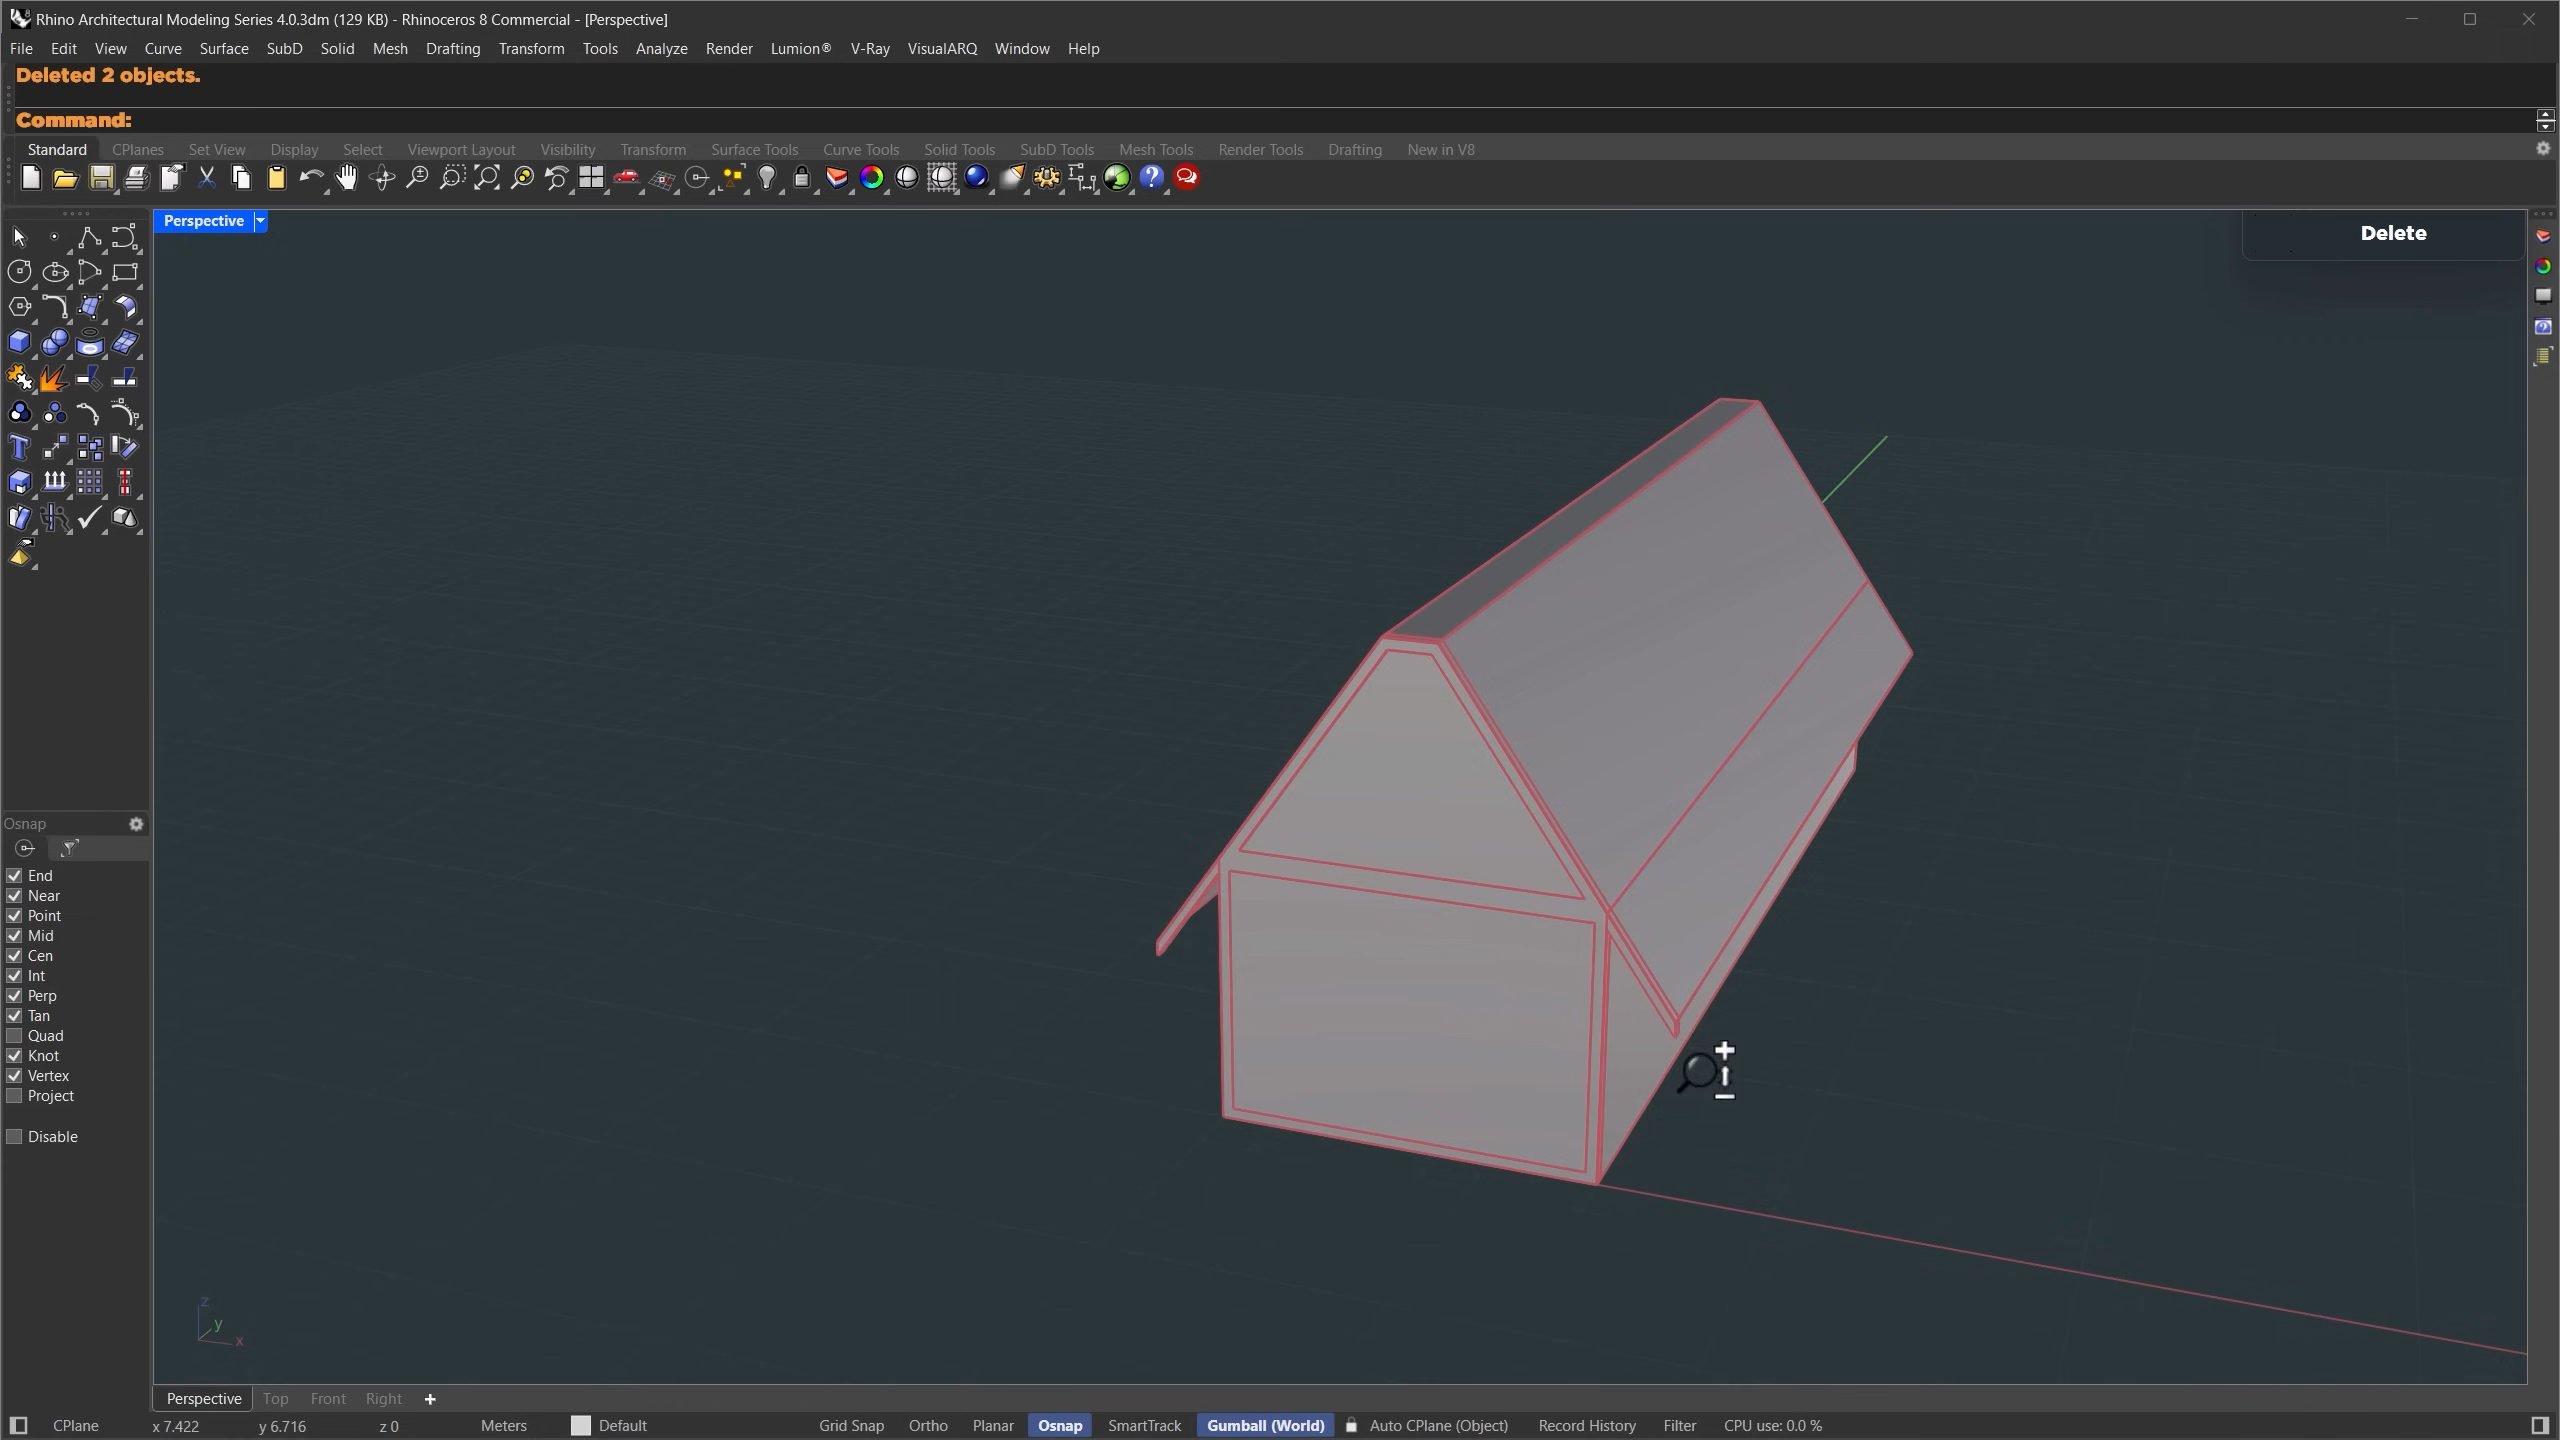 Rhino Architectural Modeling Series 4.0.3dm (129 KB) - Rhinoceros 8 Commercial - [Perspective]
File Edit View Curve Surface SubD Solid Mesh Drafting Transform Tools Analyze Render Lumion® V-Ray VisualARQ Window Help
Deleted 2 objects.
Command:
Standard CPlanes Set View Display Select Viewport Layout Visibility Transform Surface Tools Curve Tools Solid Tools SubD Tools Mesh Tools Render Tools Drafting New in V8
Perspective
Delete
Osnap
End
Near
Point
Mid
Cen
Int
Perp
Tan
Quad
Knot
Vertex
Project
Disable
z
y
x
Perspective Top Front Right
CPlane x 7.422 y 6.716 z 0 Meters Default Grid Snap Ortho Planar Osnap SmartTrack Gumball (World) Auto CPlane (Object) Record History Filter CPU use: 0.0 %